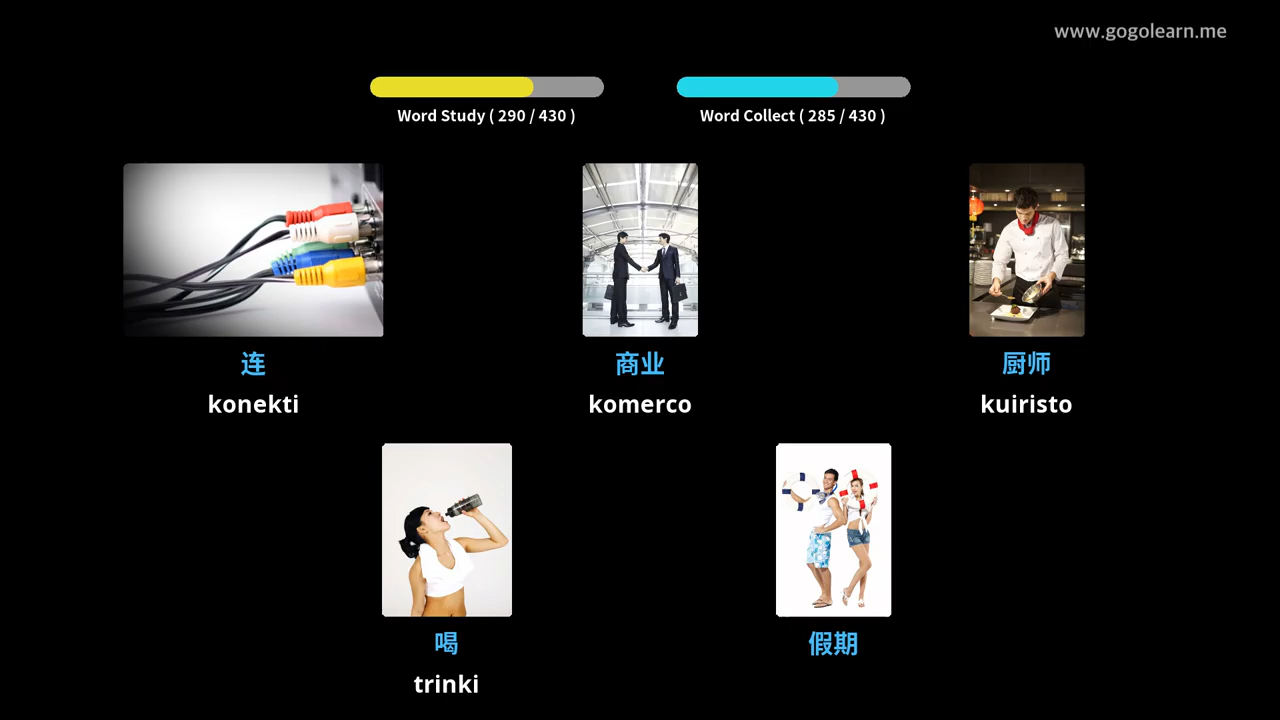 www.gogolearn.me
Word Study ( 290 / 430 )
Word Collect ( 285 / 430 )
连
konekti
商业
komerco
厨师
kuiristo
喝
trinki
假期